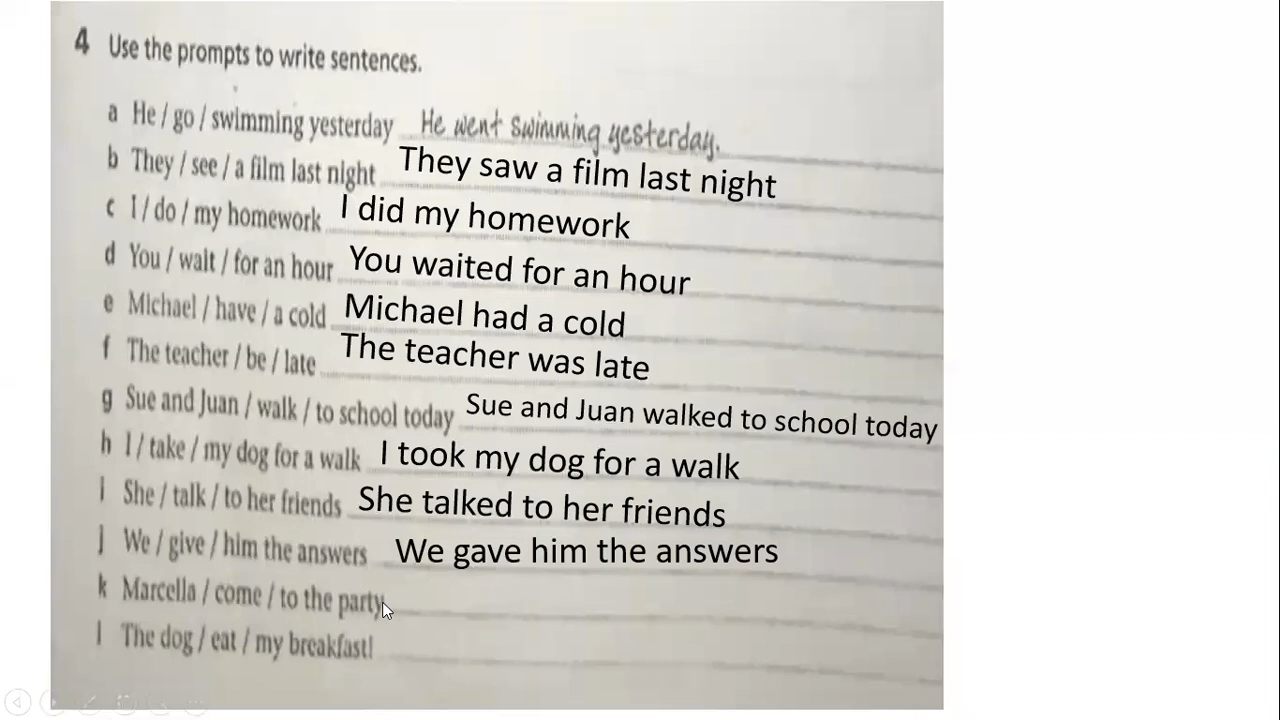 4 Use the prompts to write sentences.
a He / go / swimming yesterday He went swimming yesterday.
b They / see / a film last night They saw a film last night
c I / do / my homework I did my homework
d You / wait / for an hour You waited for an hour
e Michael / have / a cold Michael had a cold
f The teacher / be / late The teacher was late
g Sue and Juan / walk / to school today Sue and Juan walked to school today
h I / take / my dog for a walk I took my dog for a walk
i She / talk / to her friends She talked to her friends
j We / give / him the answers We gave him the answers
k Marcella / come / to the party
l The dog / eat / my breakfast!